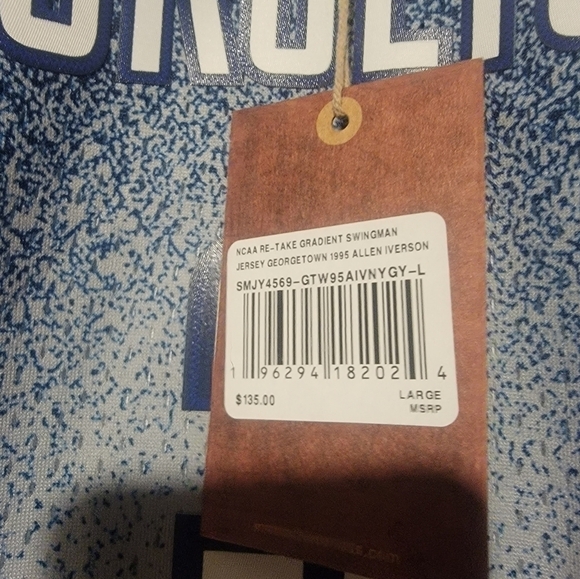 NCAA RE-TAKE GRADIENT SWINGMAN
JERSEY GEORGETOWN 1995 ALLEN IVERSON
SMJY4569-GTW95AIVNYGY-L
1 96294 18202 4
$135.00 LARGE
MSRP